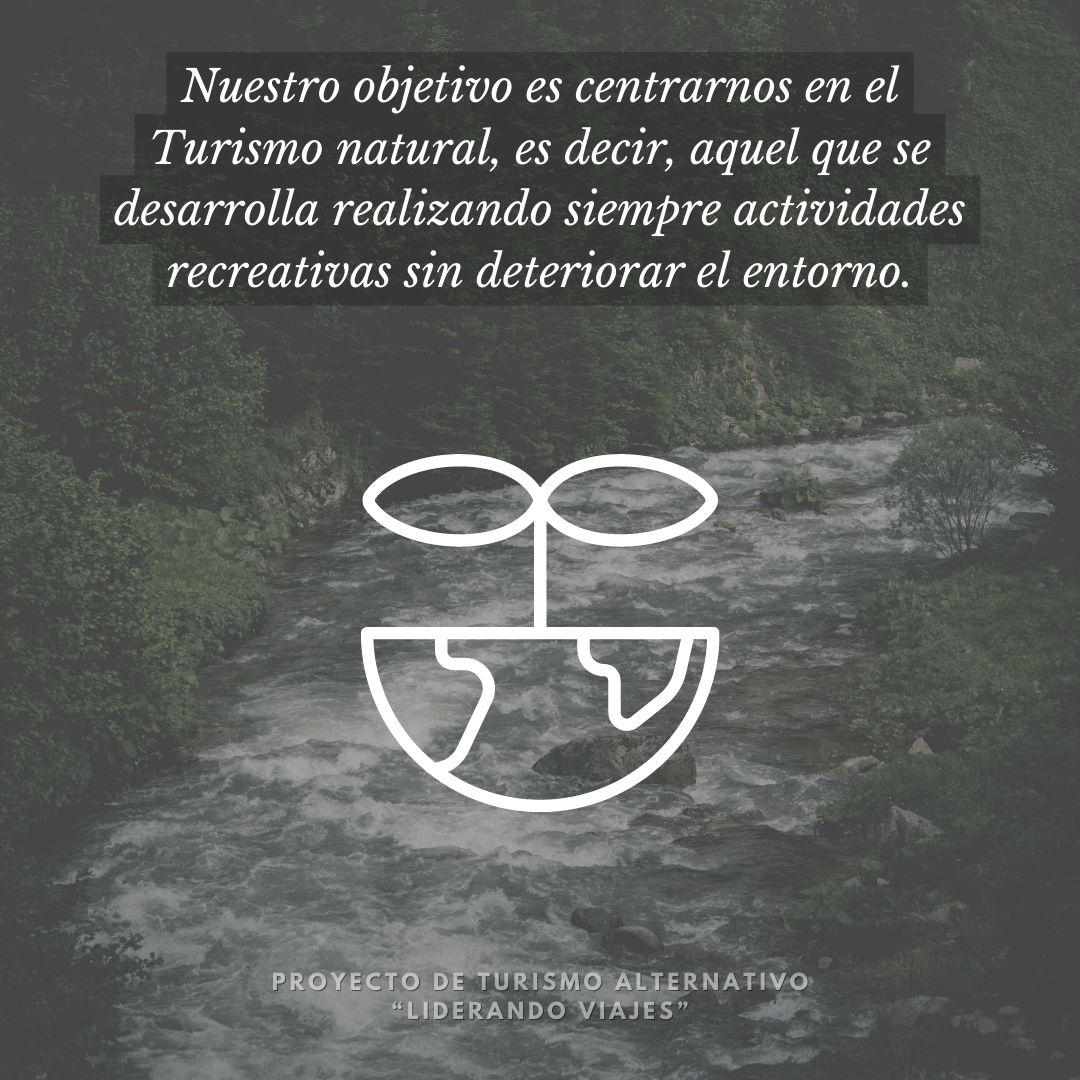 Nuestro objetivo es centrarnos en el
Turismo natural, es decir, aquel que se
desarrolla realizando siempre actividades
recreativas sin deteriorar el entorno.
PROYECTO DE TURISMO ALTERNATIVO
“LIDERANDO VIAJES”